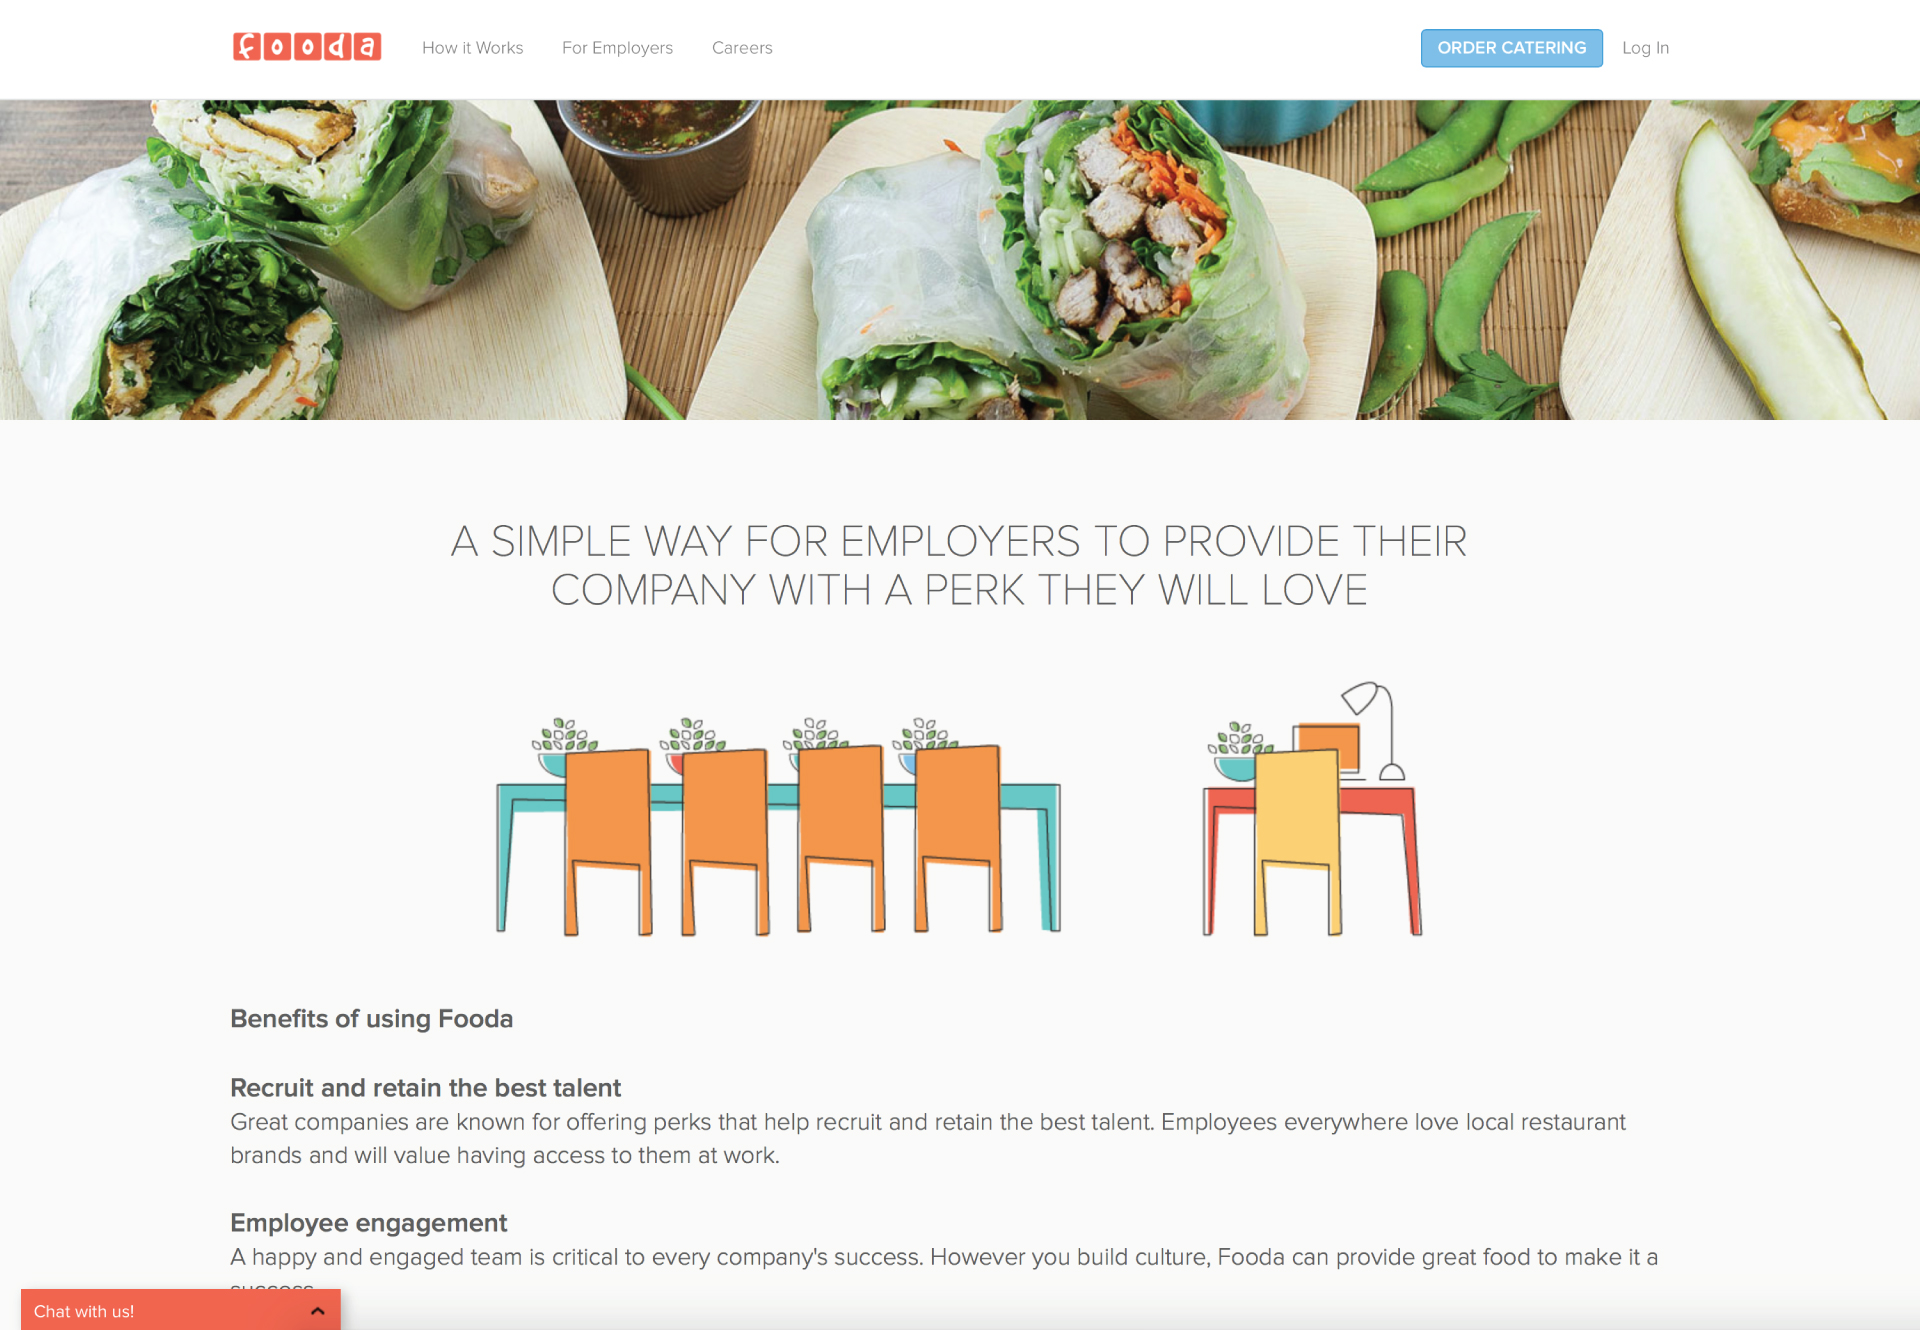 fooda How it Works For Employers Careers ORDER CATERING Log In
A SIMPLE WAY FOR EMPLOYERS TO PROVIDE THEIR
COMPANY WITH A PERK THEY WILL LOVE
Benefits of using Fooda
Recruit and retain the best talent
Great companies are known for offering perks that help recruit and retain the best talent. Employees everywhere love local restaurant
brands and will value having access to them at work.
Employee engagement
A happy and engaged team is critical to every company's success. However you build culture, Fooda can provide great food to make it a
success.
Chat with us!